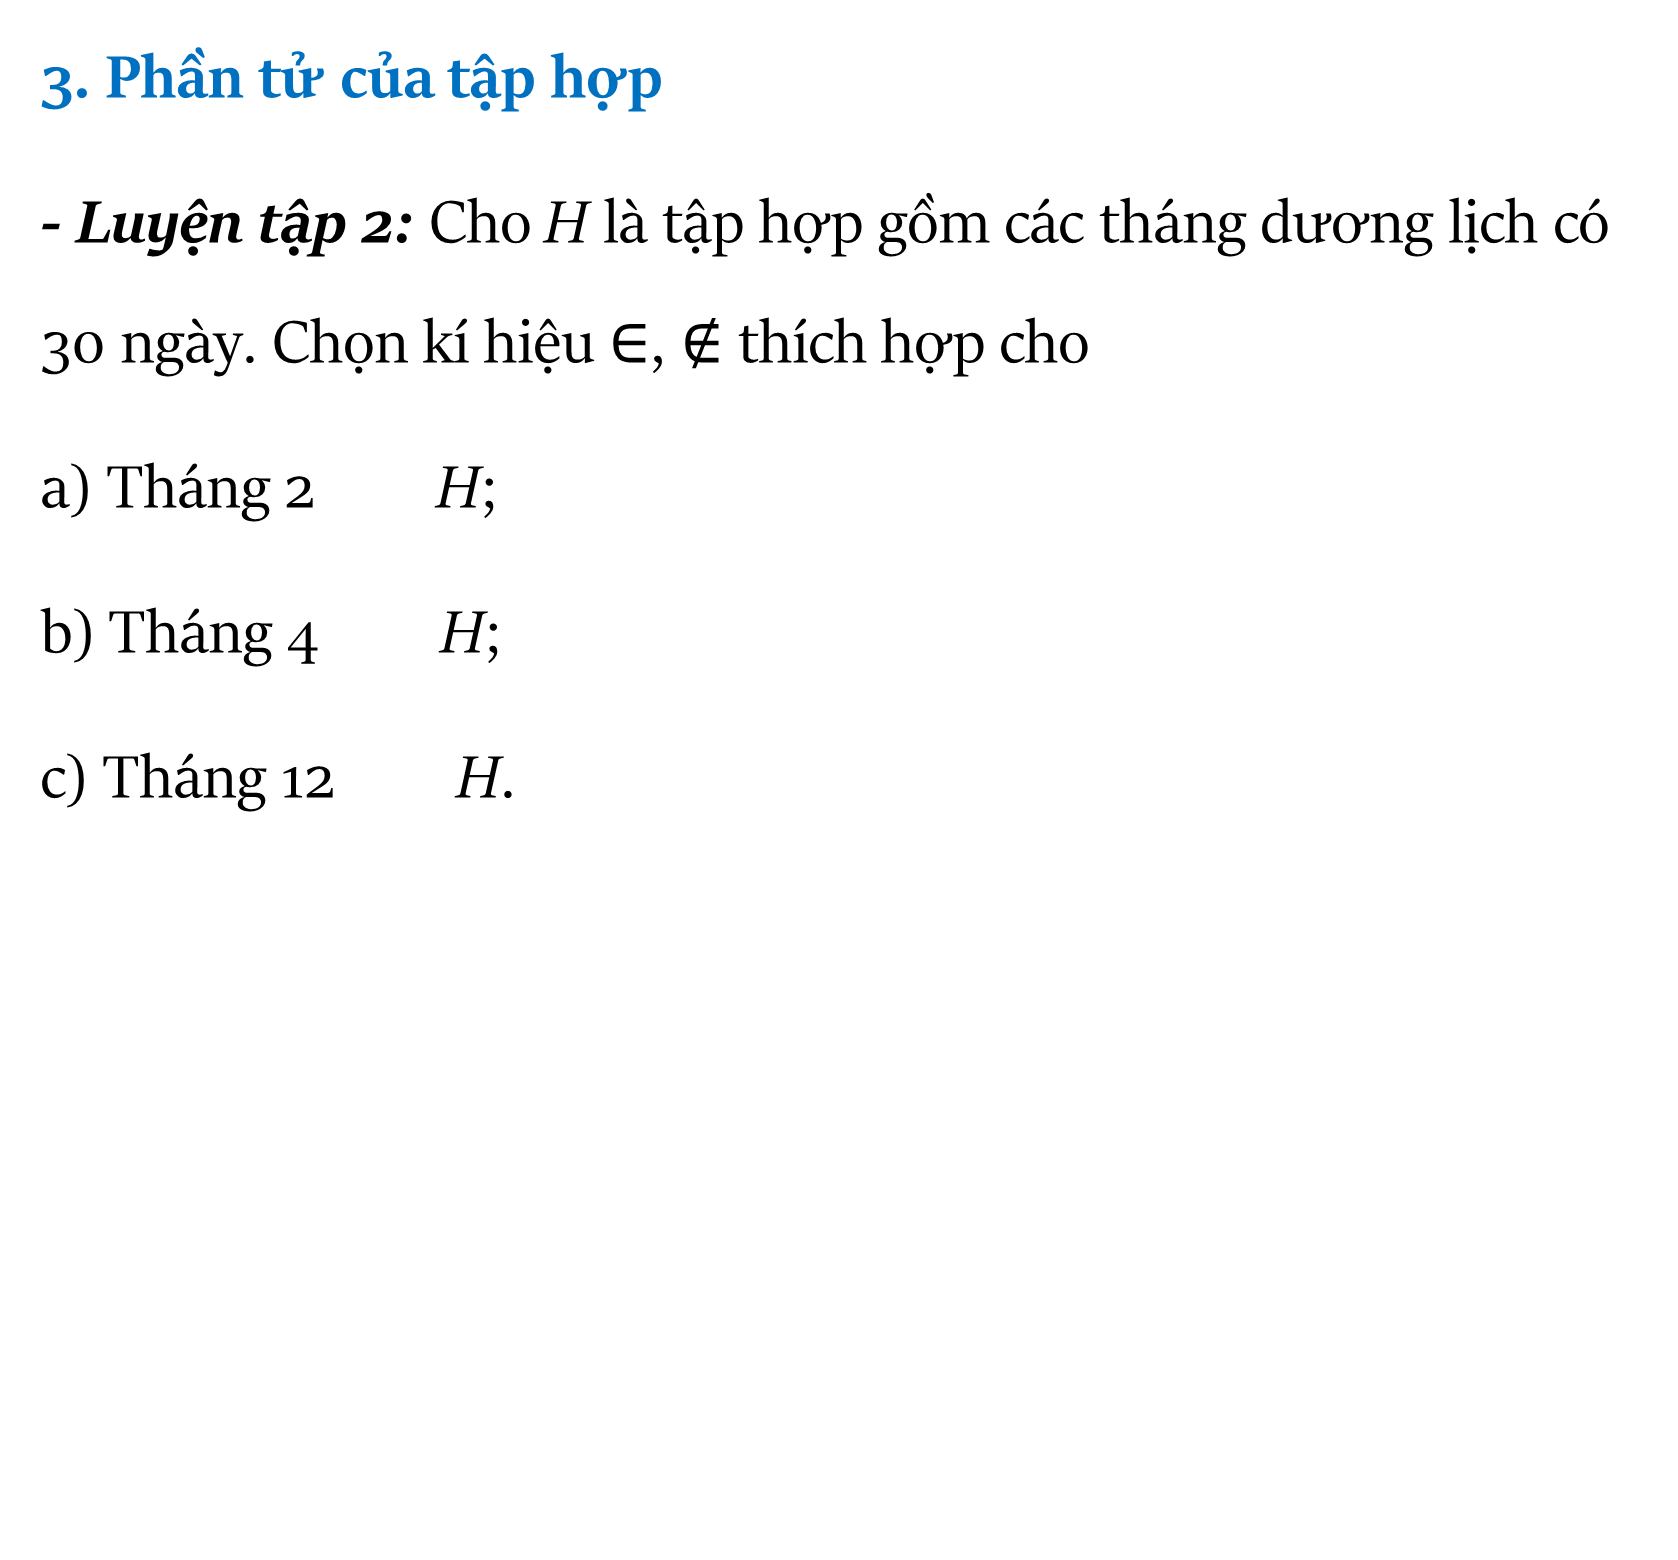 3. Phần tử của tập hợp
- Luyện tập 2: Cho H là tập hợp gồm các tháng dương lịch có
30 ngày. Chọn kí hiệu ∈, ∉ thích hợp cho
a) Tháng 2 H;
b) Tháng 4 H;
c) Tháng 12 H.